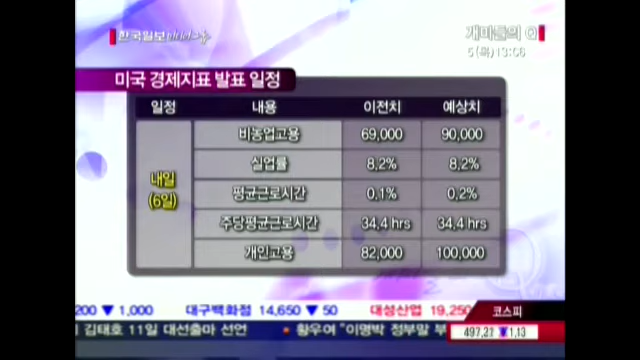 한국일보
개미들의
5(목) 13:06
미국 경제지표 발표 일정
일정 내용 이전치 예상치
내일
(6일)
비농업고용 69,000 90,000
실업률 8.2% 8.2%
평균근로시간 0.1% 0.2%
주당평균근로시간 34.4 hrs 34.4 hrs
개인고용 82,000 100,000
200 ▼ 1,000 대구백화점 14,650 ▼ 50 대성산업 19,250
코스피
김태호 11일 대선출마 선언 • 황우여 "이명박 정부말 부